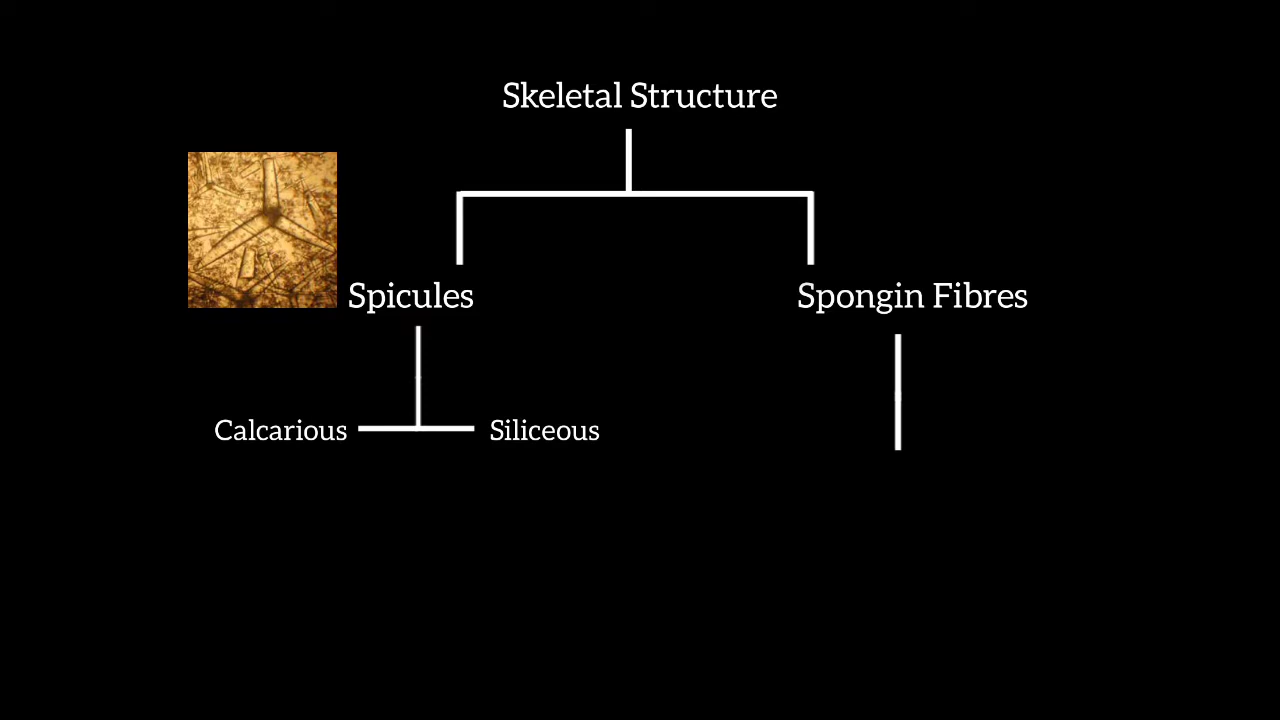 Skeletal Structure
Spicules
Spongin Fibres
Calcarious
Siliceous